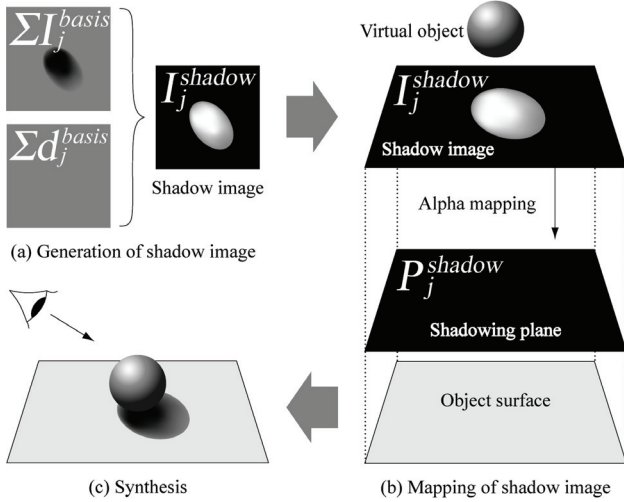 ΣI_j^basis
Σd_j^basis
I_j^shadow
Shadow image
(a) Generation of shadow image
Virtual object
I_j^shadow
Shadow image
Alpha mapping
P_j^shadow
Shadowing plane
Object surface
(b) Mapping of shadow image
(c) Synthesis